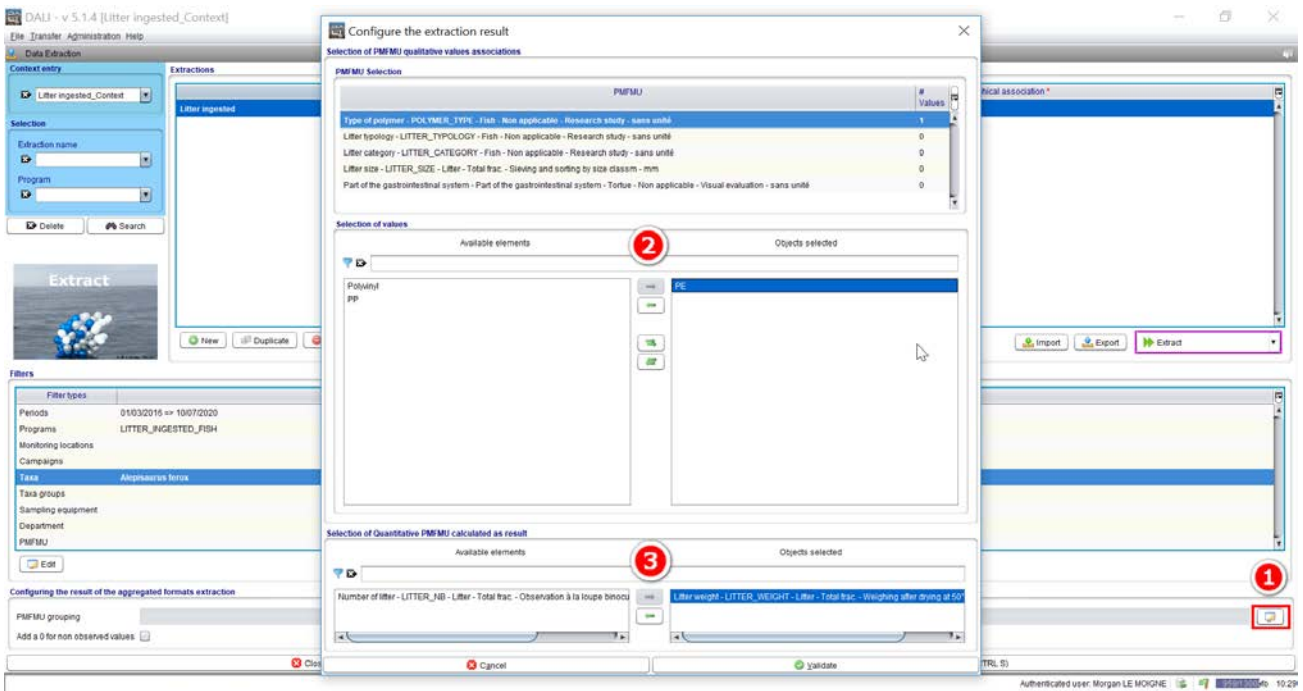 DALI - v 5.1.4 [Litter ingested_Context]
File Transfer Administration Help
Data Extraction
Context entry
Litter ingested_Context
Selection
Extraction name
Program
Delete
Search
Extract
Extractions
Litter ingested
New
Duplicate
hical association *
Import
Export
Extract
Filters
Filter types
Periods 01/03/2015 => 10/07/2020
Programs LITTER_INGESTED_FISH
Monitoring locations
Campaigns
Taxa Alepisaurus ferox
Taxa groups
Sampling equipment
Department
PMFMU
Edit
Configuring the result of the aggregated formats extraction
PMFMU grouping
Add a 0 for non observed values
1
Configure the extraction result
Selection of PMFMU qualitative values associations
PMFMU Selection
PMFMU # Values
Type of polymer - POLYMER_TYPE - Fish - Non applicable - Research study - sans unité 1
Litter typology - LITTER_TYPOLOGY - Fish - Non applicable - Research study - sans unité 0
Litter category - LITTER_CATEGORY - Fish - Non applicable - Research study - sans unité 0
Litter size - LITTER_SIZE - Litter - Total frac. - Sieving and sorting by size classm - mm 0
Part of the gastrointestinal system - Part of the gastrointestinal system - Tortue - Non applicable - Visual evaluation - sans unité 0
Selection of values
Available elements 2 Objects selected
Polyvinyl
PP
PE
Selection of Quantitative PMFMU calculated as result
Available elements 3 Objects selected
Number of litter - LITTER_NB - Litter - Total frac. - Observation à la loupe binocu
Litter weight - LITTER_WEIGHT - Litter - Total frac. - Weighing after drying at 50°
Cancel
Validate
Clos
TRL S)
Authenticated user: Morgan LE MOIGNE
10:29